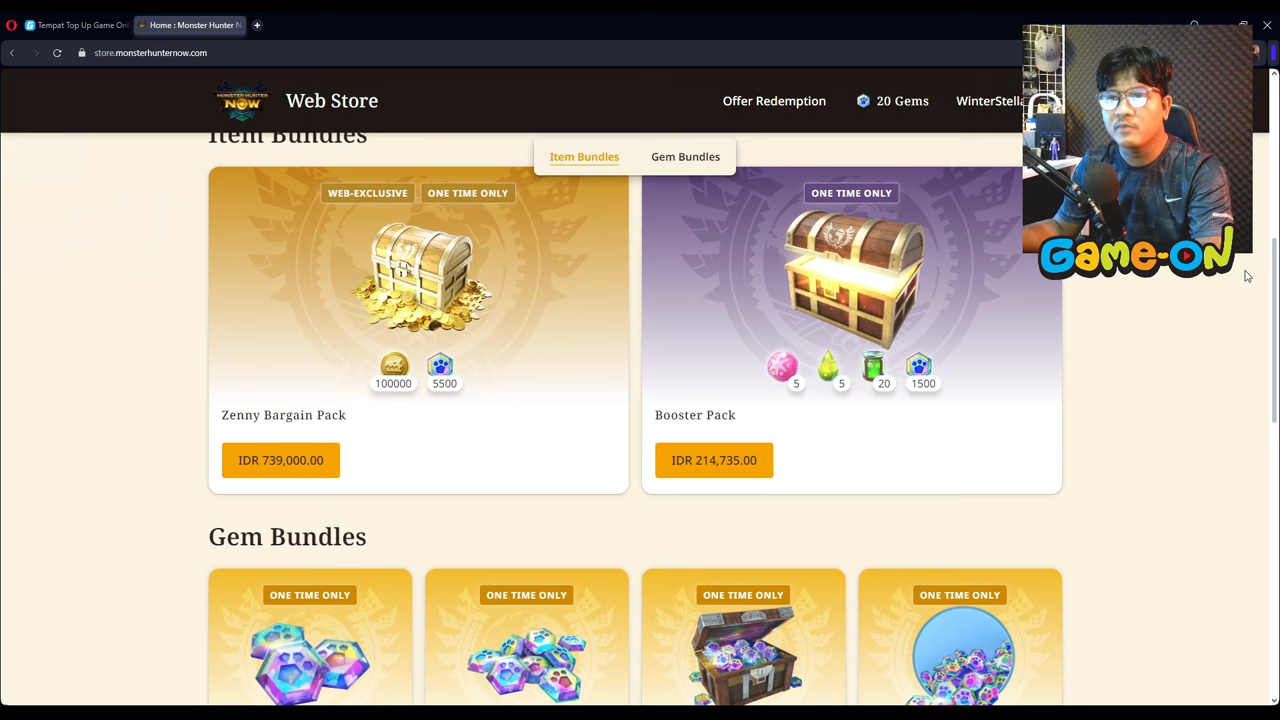 Tempat Top Up Game On
Home : Monster Hunter N
store.monsterhunternow.com
MONSTER HUNTER
NOW
Web Store
Offer Redemption
20 Gems
WinterStella
Item Bundles
Item Bundles
Gem Bundles
WEB-EXCLUSIVE
ONE TIME ONLY
100000
5500
Zenny Bargain Pack
IDR 739,000.00
ONE TIME ONLY
5
5
20
1500
Booster Pack
IDR 214,735.00
Game-ON
Gem Bundles
ONE TIME ONLY
ONE TIME ONLY
ONE TIME ONLY
ONE TIME ONLY